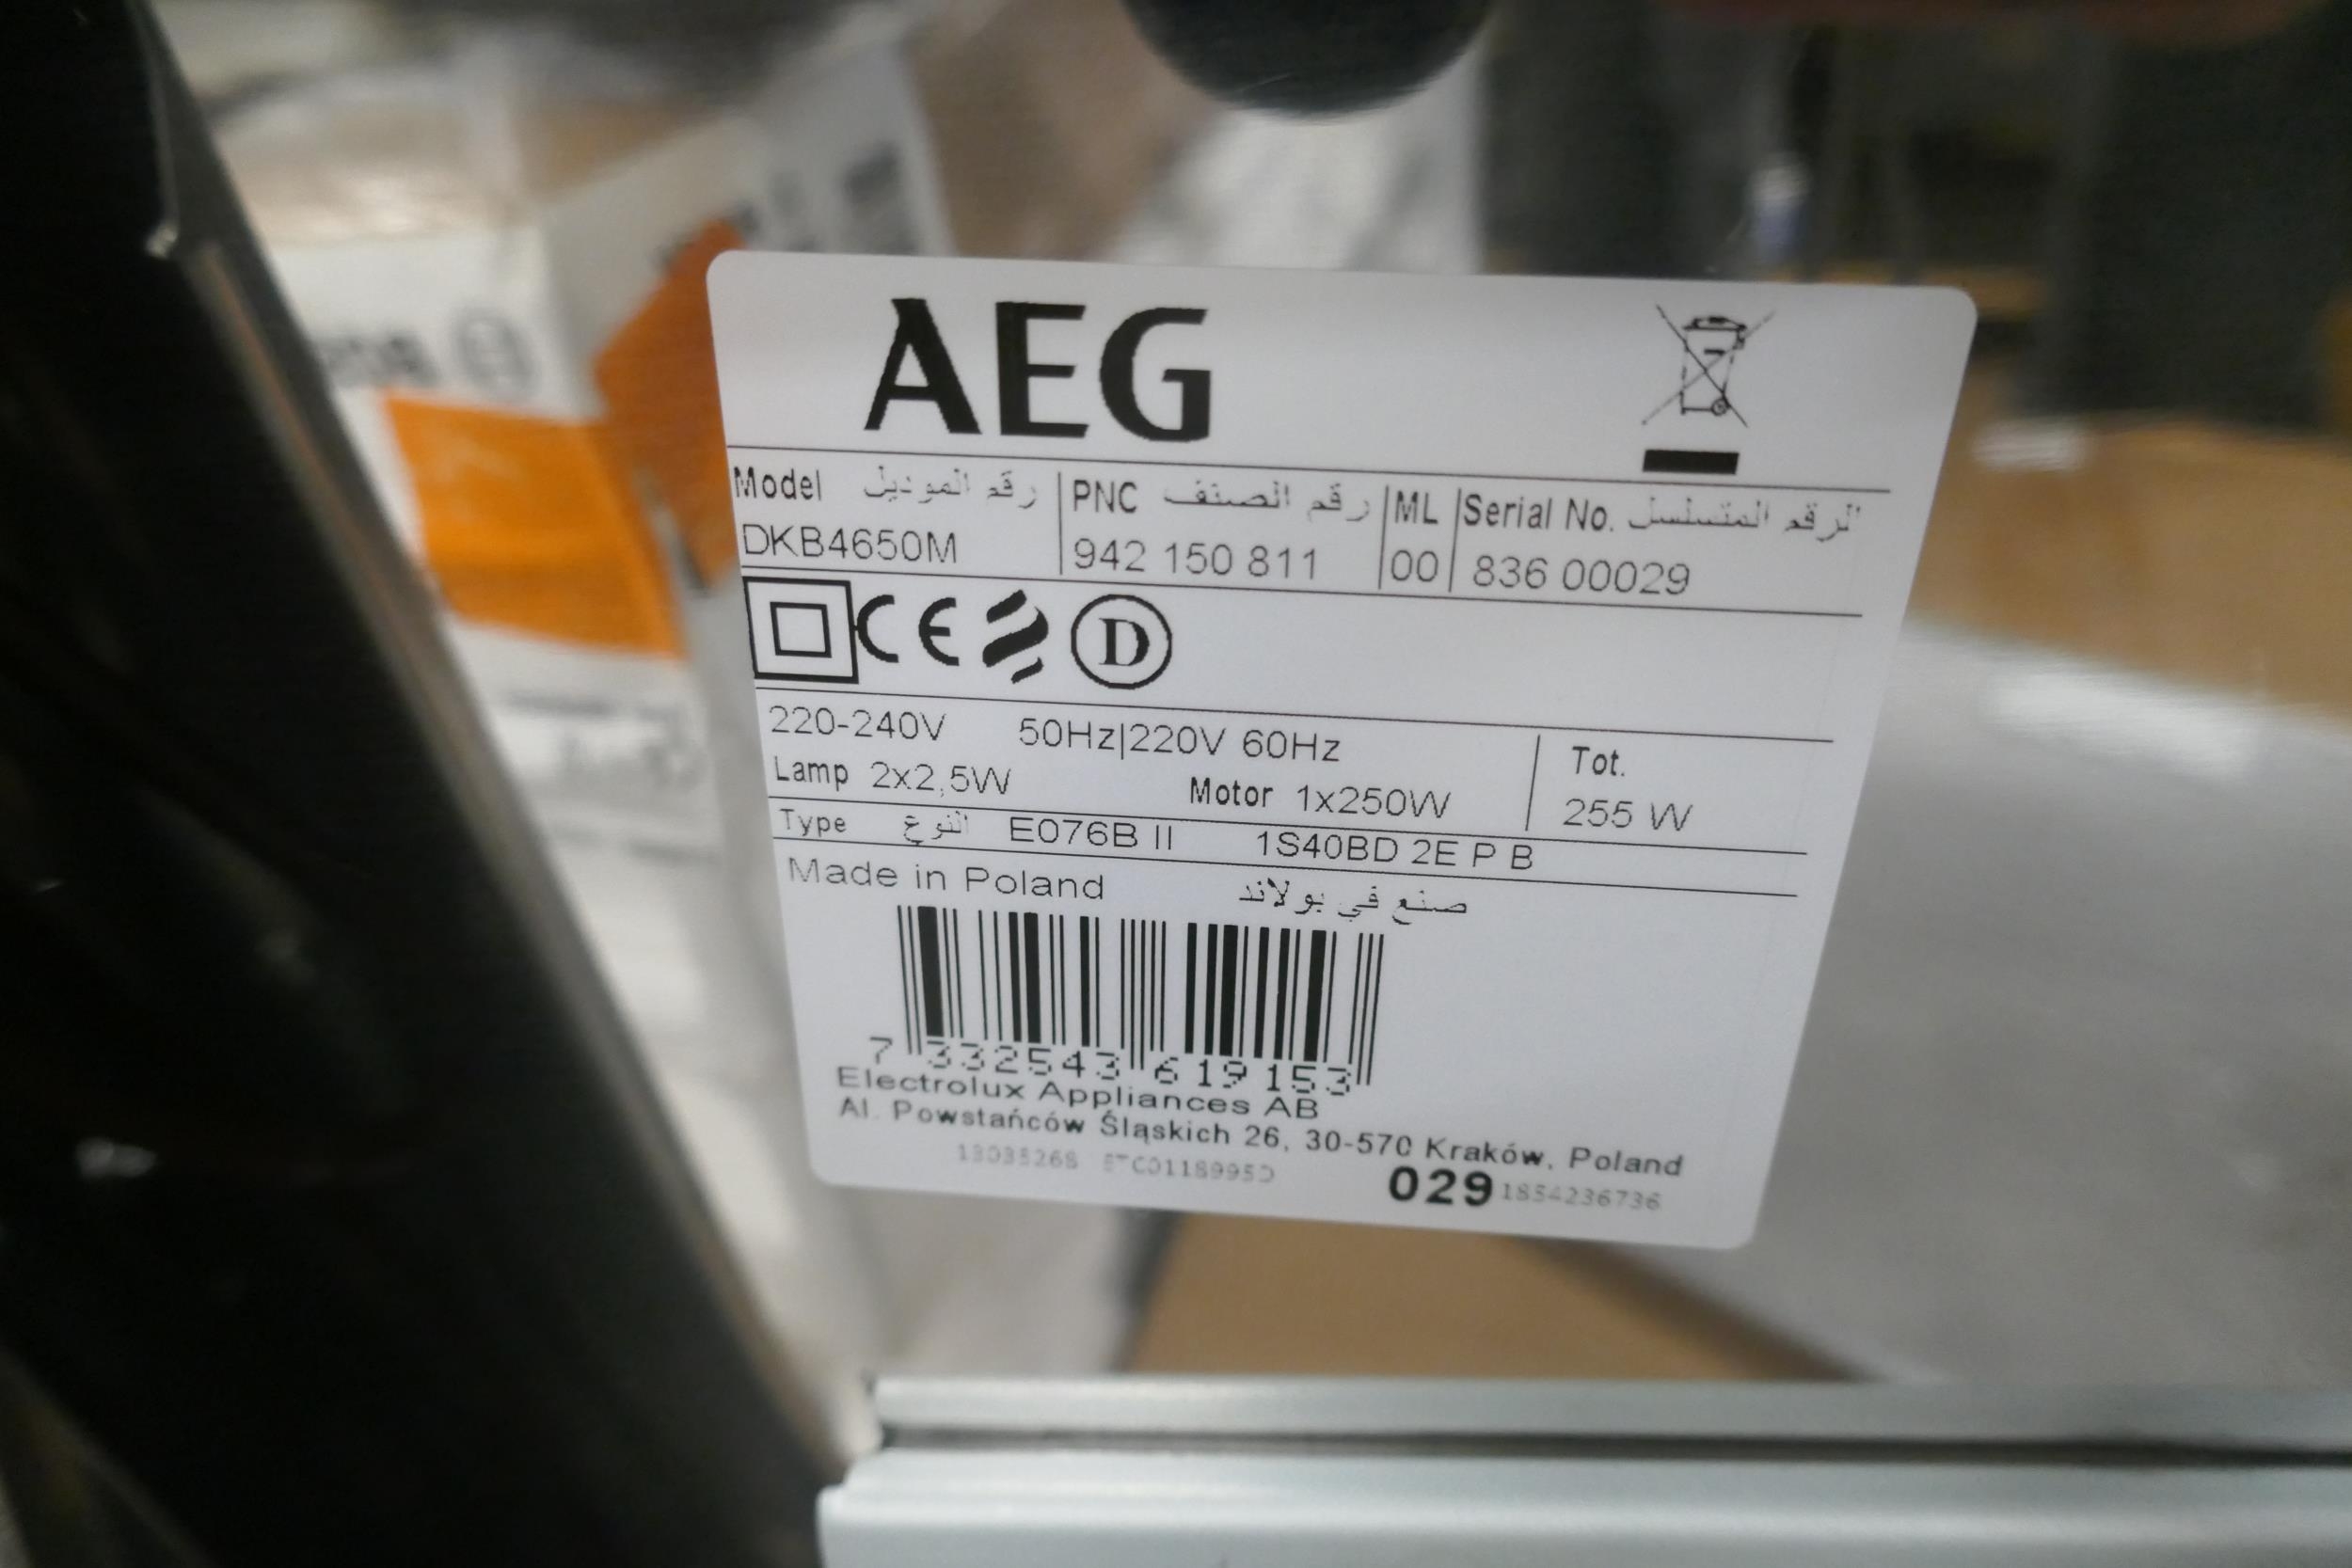 AEG
Model رقم الموديل PNC رقم الصنف ML Serial No. الرقم المتسلسل
DKB4650M 942 150 811 00 836 00029
CE D
220-240V 50Hz|220V 60Hz Tot.
Lamp 2x2,5W Motor 1x250W 255 W
Type النوع E076B II 1S40BD 2E P B
Made in Poland صنع في بولاند
7 332543 619153
Electrolux Appliances AB
Al. Powstańców Śląskich 26, 30-570 Kraków, Poland
029